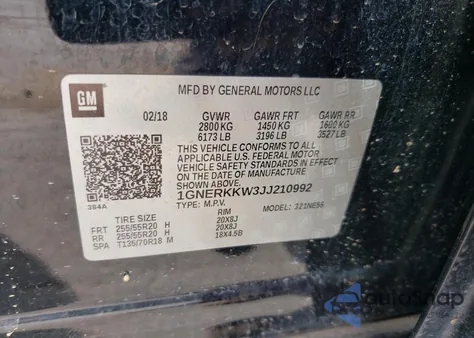 GM
MFD BY GENERAL MOTORS LLC
02/18 GVWR GAWR FRT GAWR RR
2800 KG 1450 KG 1600 KG
6173 LB 3196 LB 3527 LB
THIS VEHICLE CONFORMS TO ALL
APPLICABLE U.S. FEDERAL MOTOR
VEHICLE SAFETY STANDARDS IN EFFECT
ON THE DATE OF MANUFACTURE
SHOWN ABOVE.
1GNERKKW3JJ210992
384A
TYPE: M.P.V. MODEL: 321NE56
TIRE SIZE RIM
FRT 255/55R20 H 20X8J
RR 255/55R20 H 20X8J
SPA T135/70R18 M 18X4.5B
autoSnap